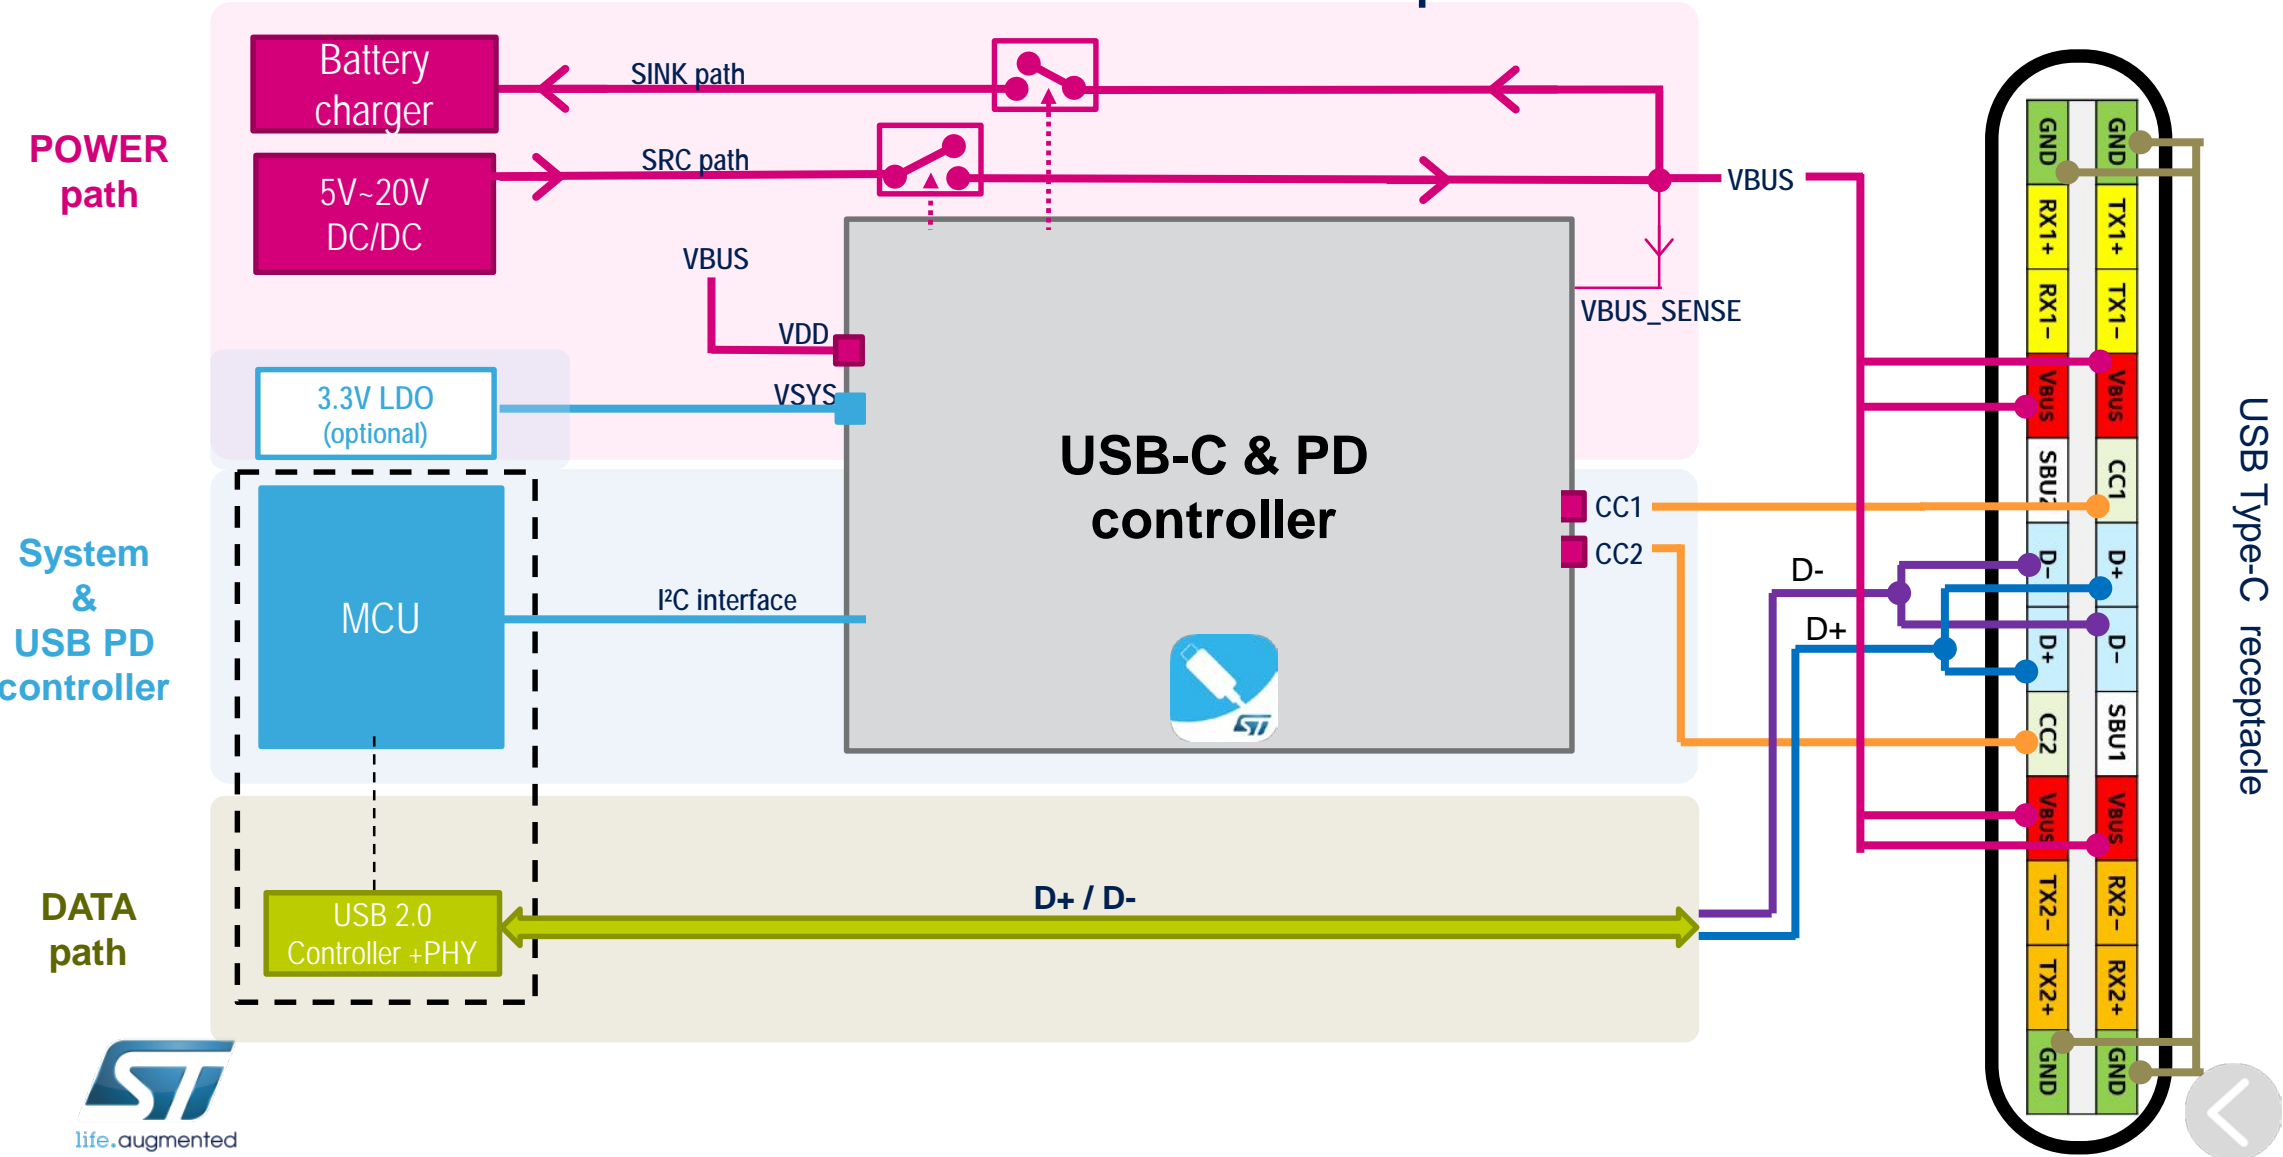 POWER
path
Battery
charger
5V~20V
DC/DC
SINK path
SRC path
VBUS
VBUS
VDD
VSYS
VBUS_SENSE
3.3V LDO
(optional)
System
&
USB PD
controller
MCU
I²C interface
USB-C & PD
controller
CC1
CC2
D-
D+
DATA
path
USB 2.0
Controller +PHY
D+ / D-
ST
life.augmented
ST
GND
RX1+
RX1-
VBUS
SBU2
D-
D+
CC2
VBUS
TX2-
TX2+
GND
GND
TX1+
TX1-
VBUS
CC1
D+
D-
SBU1
VBUS
RX2-
RX2+
GND
USB Type-C receptacle